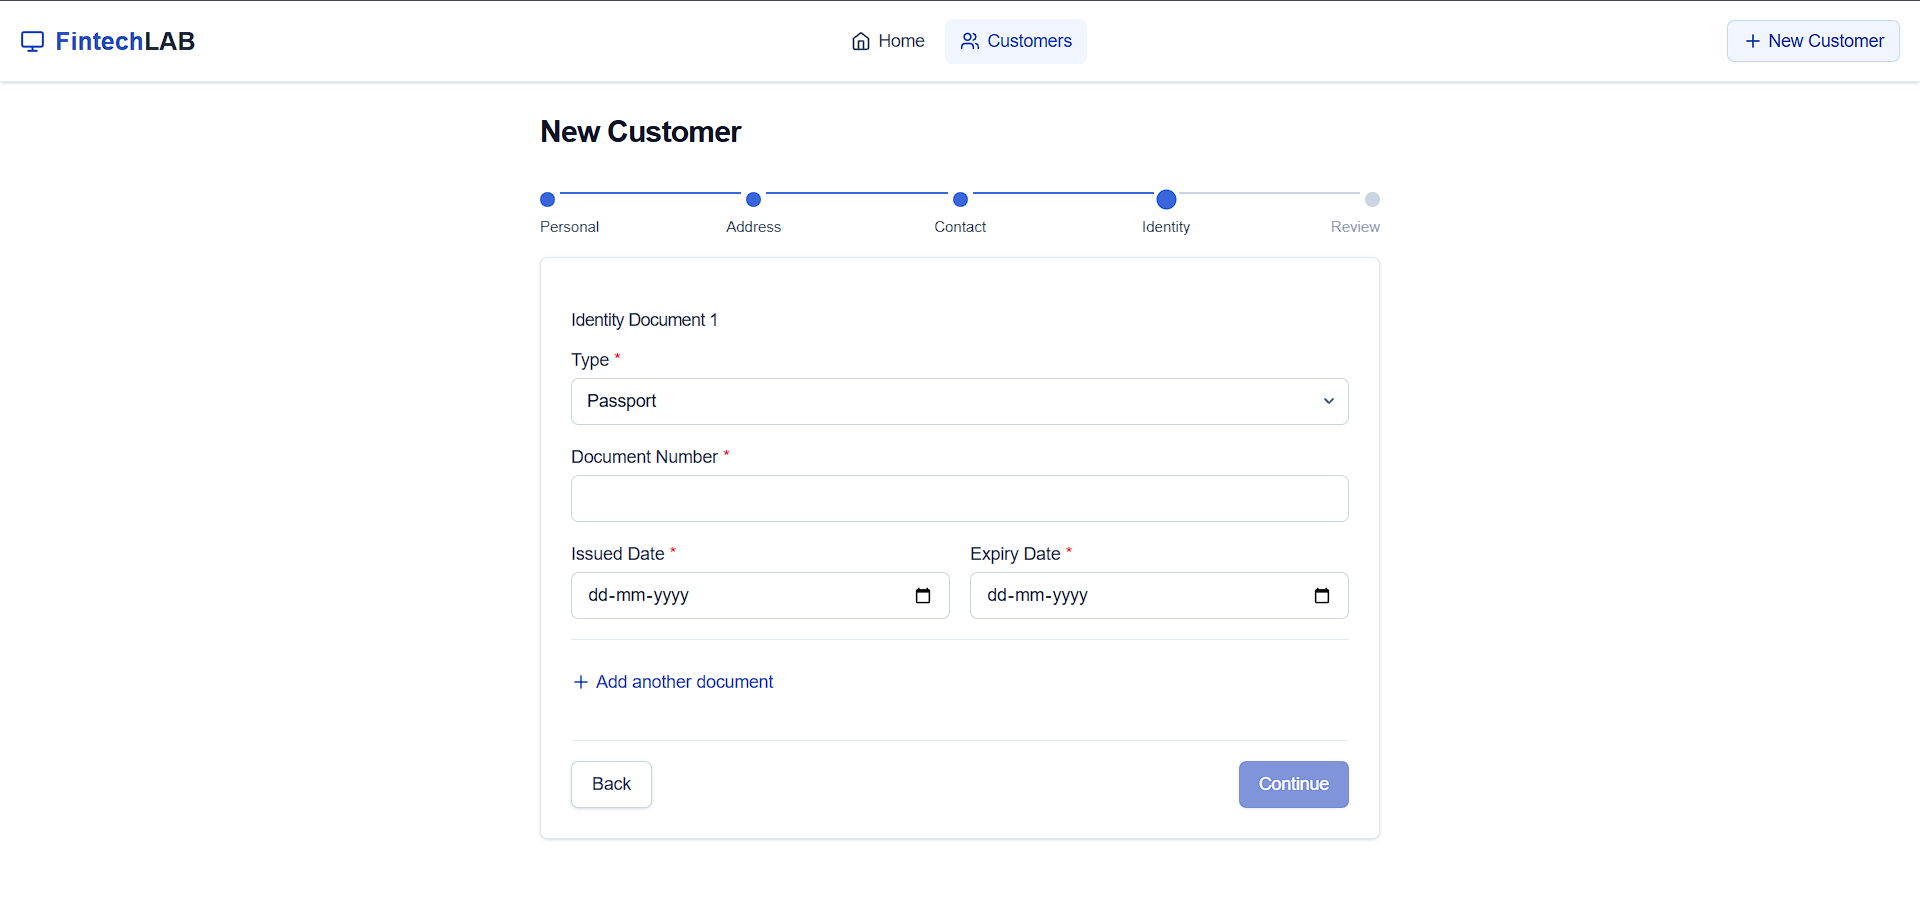 FintechLAB
Home
Customers
New Customer
New Customer
Personal
Address
Contact
Identity
Review
Identity Document 1
Type *
Passport
Document Number *
Issued Date *
Expiry Date *
dd-mm-yyyy
dd-mm-yyyy
Add another document
Back
Continue